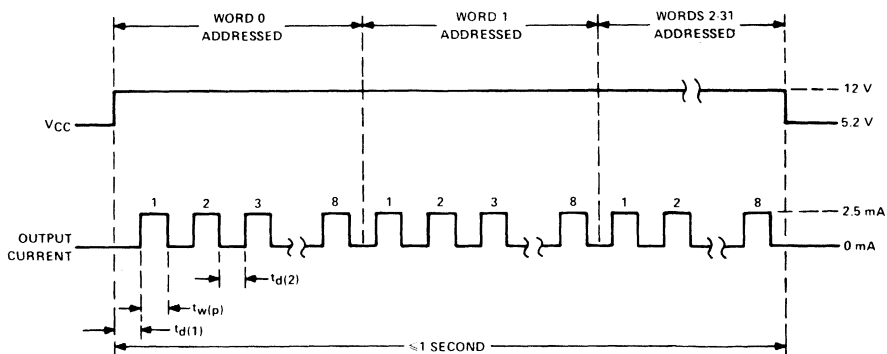 WORD 0
ADDRESSED
WORD 1
ADDRESSED
WORDS 2-31
ADDRESSED
12 V
VCC
5.2 V
1 2 3 8 1 2 3 8 1 2 8
2.5 mA
OUTPUT
CURRENT
0 mA
td(2)
tw(p)
td(1)
≤1 SECOND